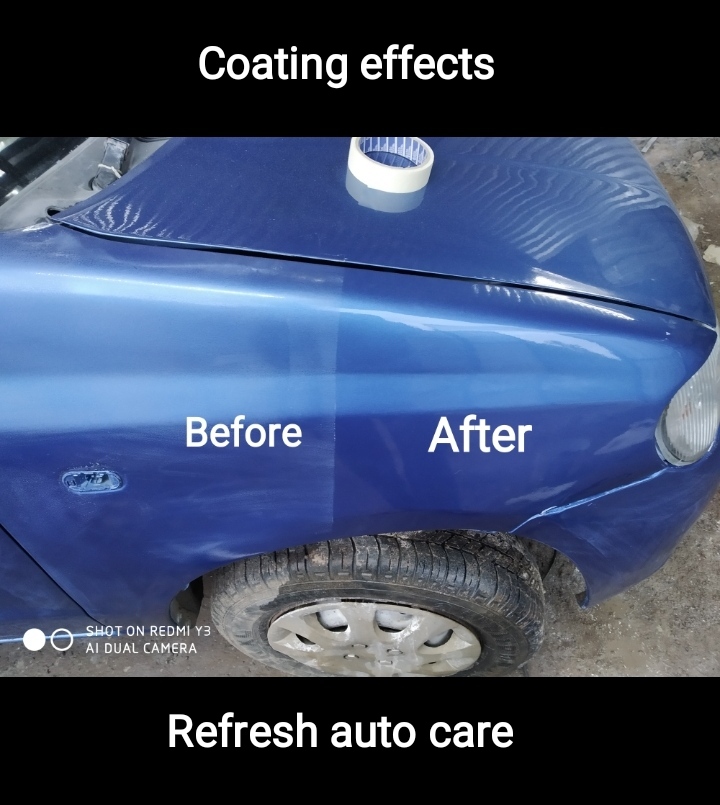 Coating effects
Before
After
SHOT ON REDMI Y3
AI DUAL CAMERA
Refresh auto care